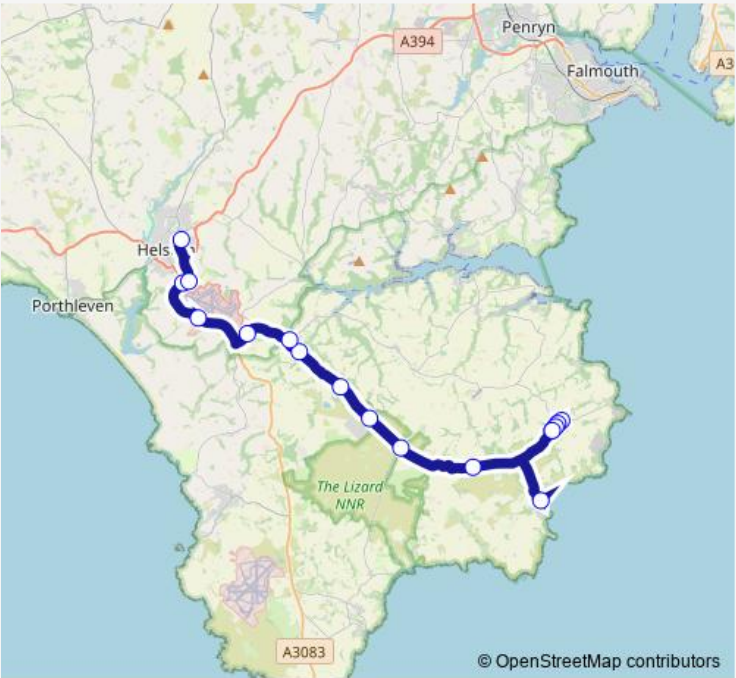 A394
Penryn
Falmouth
A3
Hels
Porthleven
The Lizard
NNR
A3083
© OpenStreetMap contributors